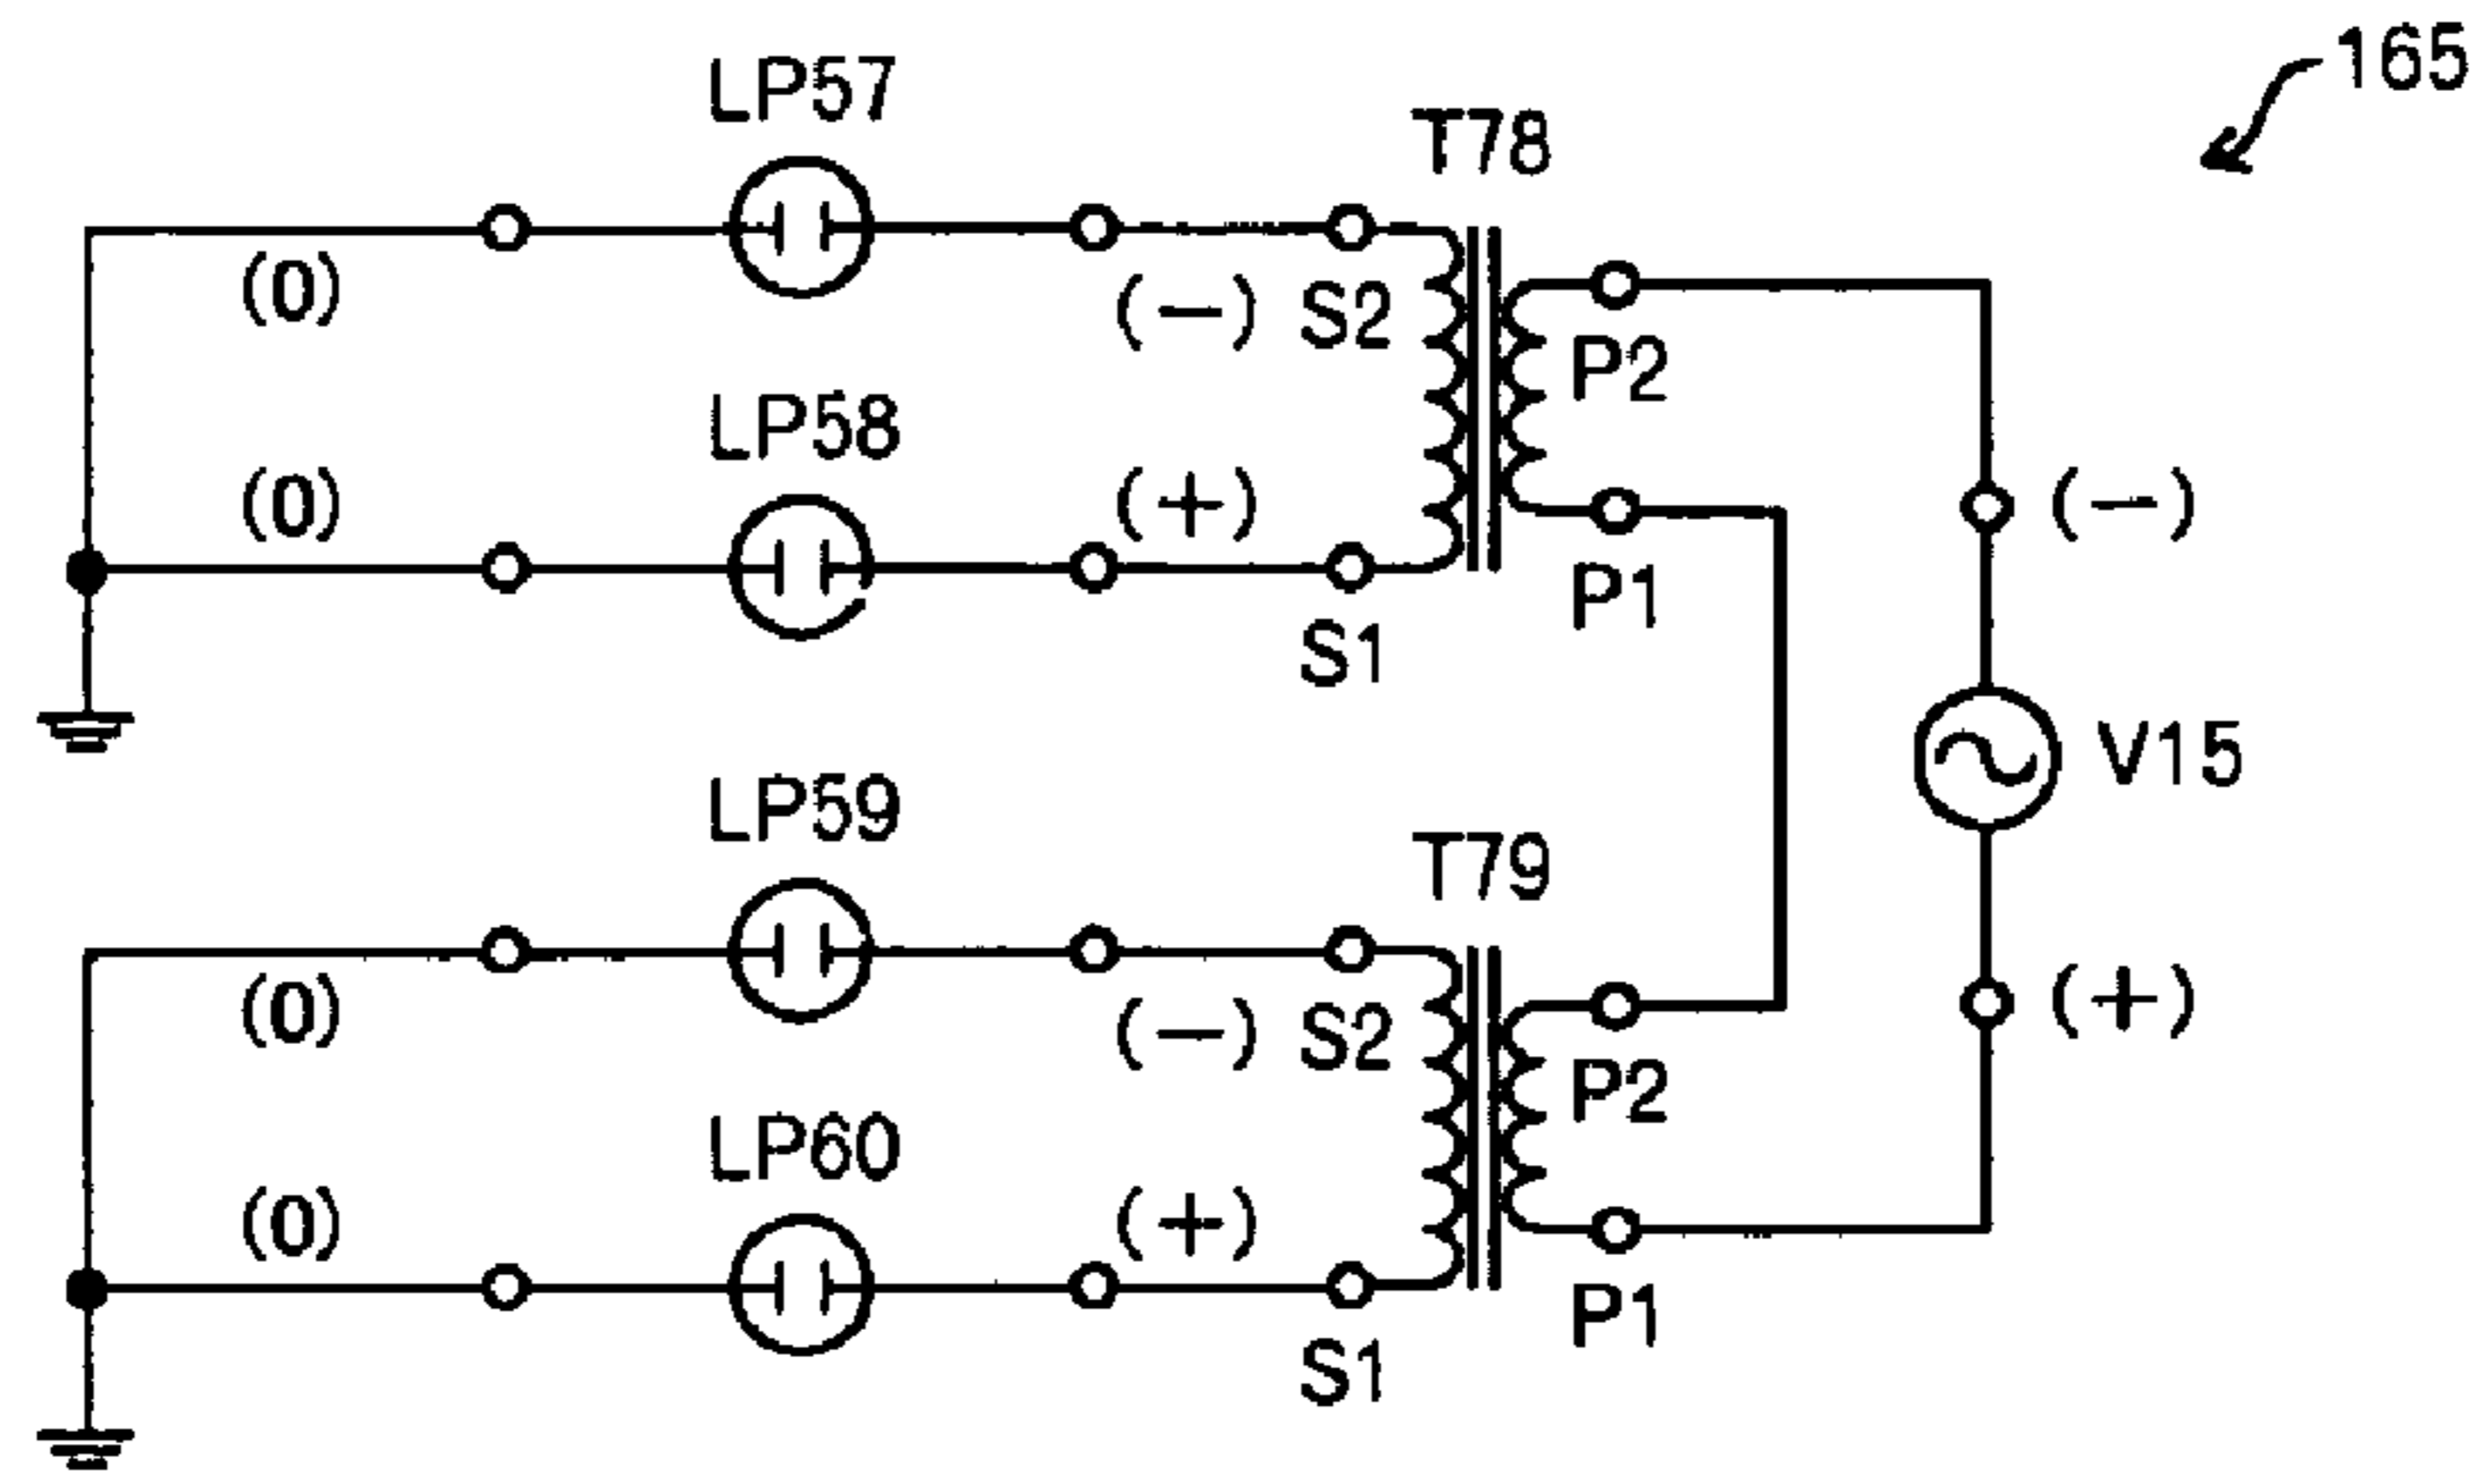 165
LP57
T78
(0)
(−) S2
P2
LP58
(0)
(+)
(−)
P1
S1
V15
LP59
T79
(0)
(−) S2
(+)
P2
LP60
(0)
(+)
P1
S1